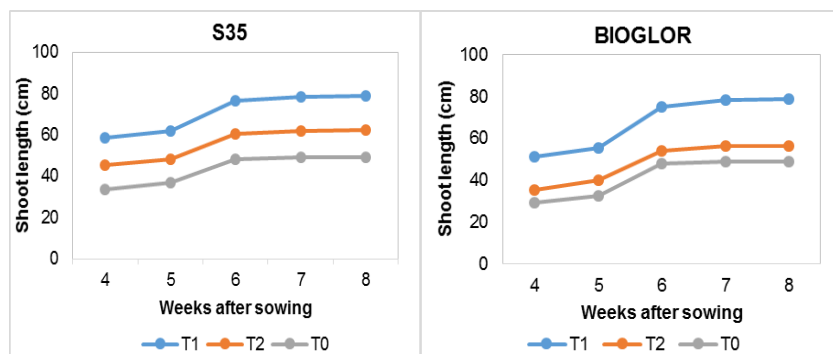 S35
100
80
60
40
20
0
Shoot length (cm)
4 5 6 7 8
Weeks after sowing
T1 T2 T0
BIOGLOR
100
80
60
40
20
0
Shoot length (cm)
4 5 6 7 8
Weeks after sowing
T1 T2 T0